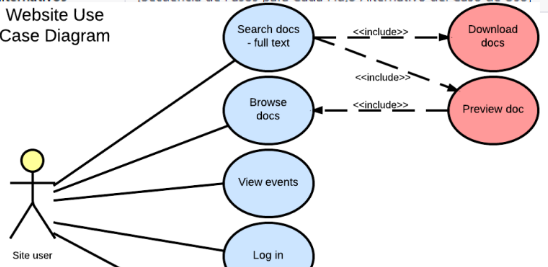 Website Use
Case Diagram
Search docs
- full text
<<include>>
Download
docs
<<include>>
Browse
docs
<<include>>
Preview doc
View events
Log in
Site user